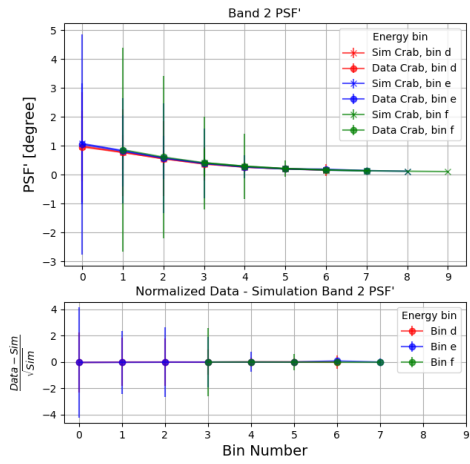 Band 2 PSF'
PSF' [degree]
5
4
3
2
1
0
−1
−2
−3
Energy bin
Sim Crab, bin d
Data Crab, bin d
Sim Crab, bin e
Data Crab, bin e
Sim Crab, bin f
Data Crab, bin f
0 1 2 3 4 5 6 7 8 9
Normalized Data - Simulation Band 2 PSF'
Data − Sim
√Sim
4
2
0
−2
−4
Energy bin
Bin d
Bin e
Bin f
0 1 2 3 4 5 6 7 8 9
Bin Number